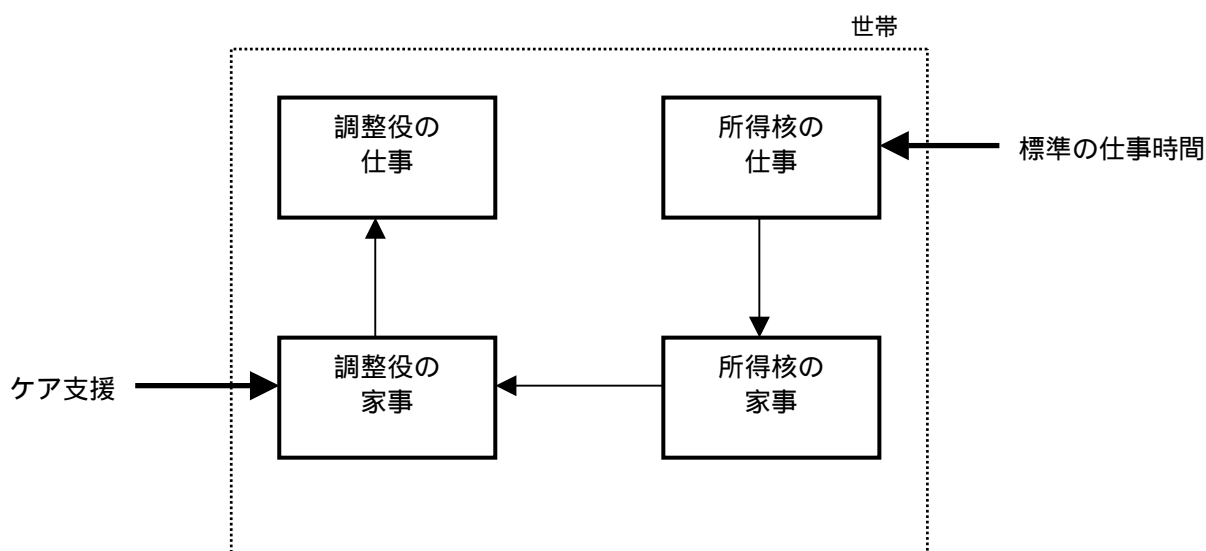 世帯
調整役の
仕事
所得核の
仕事
標準の仕事時間
ケア支援
調整役の
家事
所得核の
家事